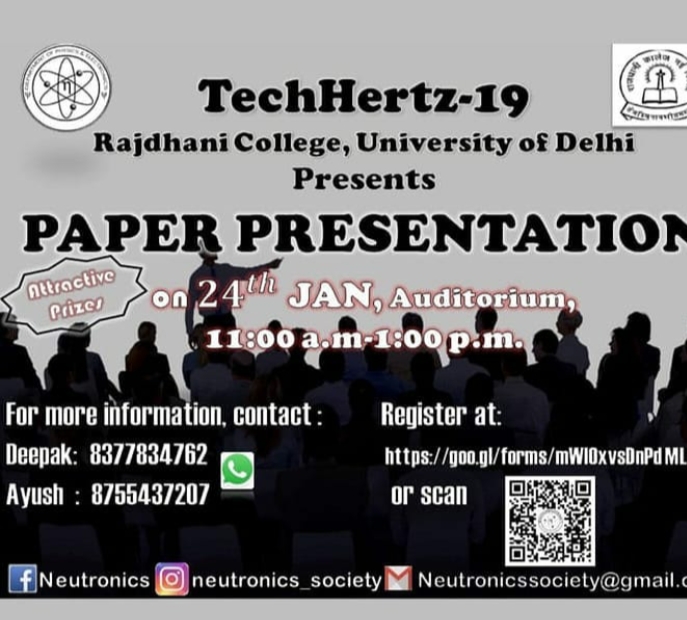 TechHertz-19
Rajdhani College, University of Delhi
Presents
PAPER PRESENTATION
Attractive
Prizes
on 24th JAN, Auditorium,
11:00 a.m-1:00 p.m.
For more information, contact :
Deepak: 8377834762
Ayush : 8755437207
Register at:
https://goo.gl/forms/mWl0xvsDnPdML
or scan
Neutronics
neutronics_society
Neutronicssociety@gmail.c